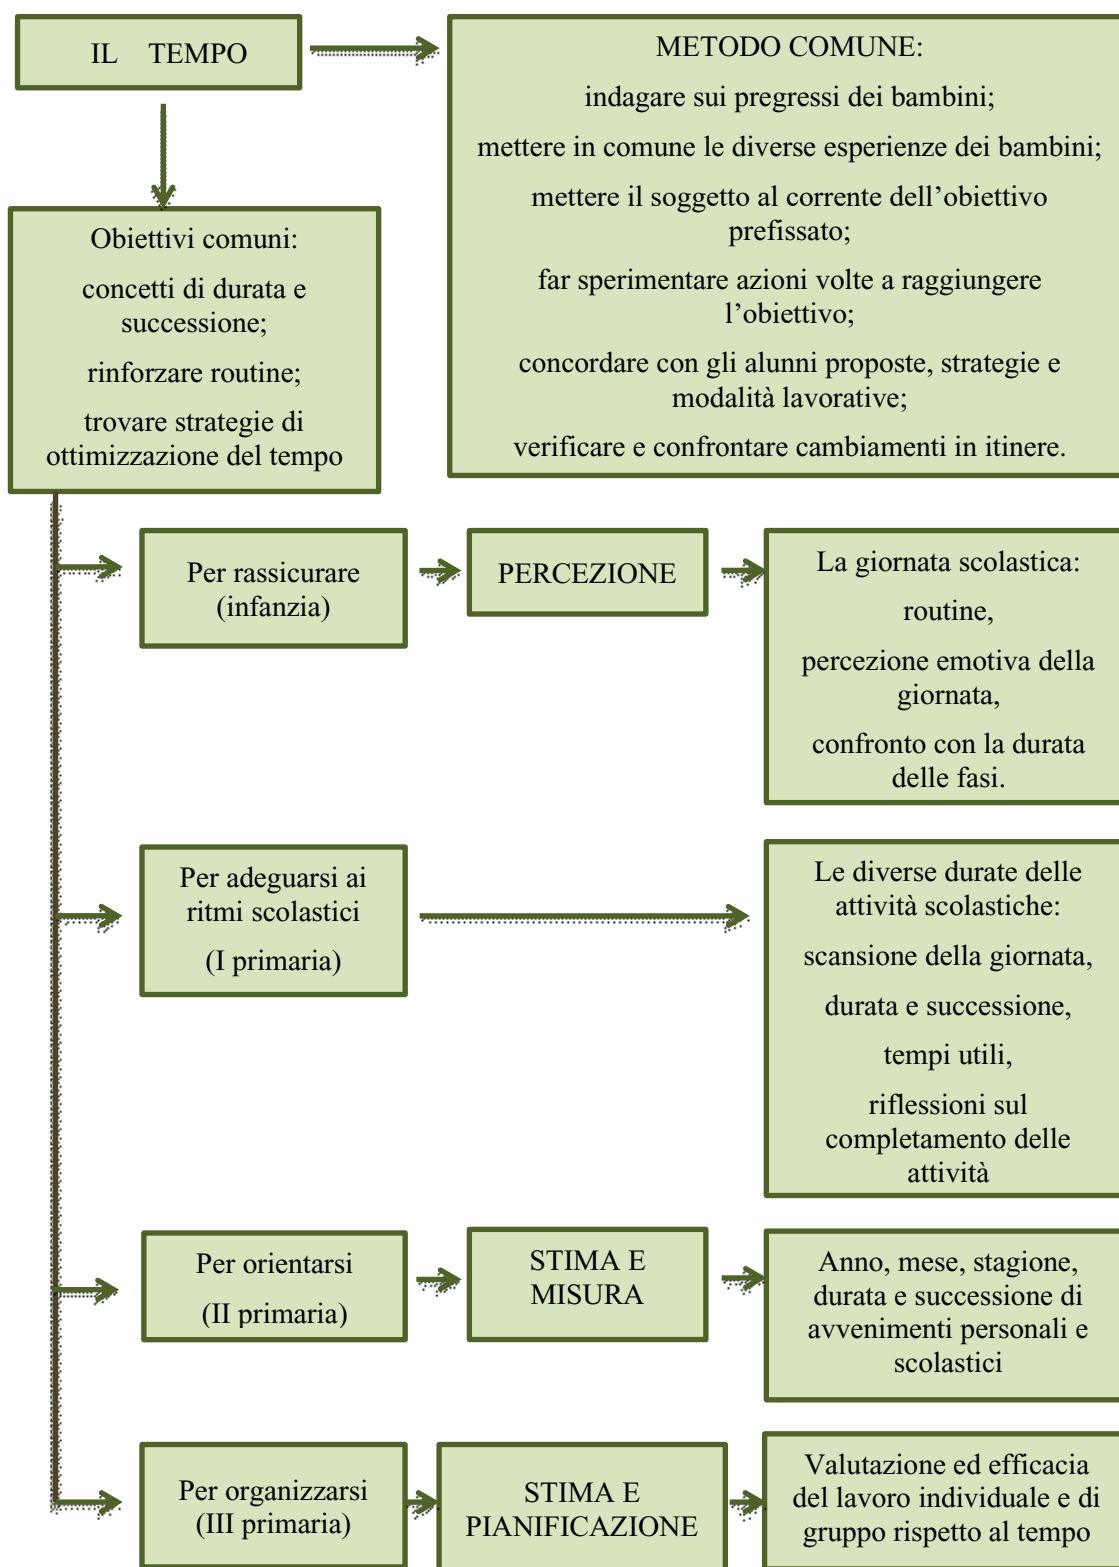 IL TEMPO
METODO COMUNE:
indagare sui pregressi dei bambini;
mettere in comune le diverse esperienze dei bambini;
mettere il soggetto al corrente dell’obiettivo
prefissato;
far sperimentare azioni volte a raggiungere
l’obiettivo;
concordare con gli alunni proposte, strategie e
modalità lavorative;
verificare e confrontare cambiamenti in itinere.
Obiettivi comuni:
concetti di durata e
successione;
rinforzare routine;
trovare strategie di
ottimizzazione del tempo
Per rassicurare
(infanzia)
PERCEZIONE
La giornata scolastica:
routine,
percezione emotiva della
giornata,
confronto con la durata
delle fasi.
Per adeguarsi ai
ritmi scolastici
(I primaria)
Le diverse durate delle
attività scolastiche:
scansione della giornata,
durata e successione,
tempi utili,
riflessioni sul
completamento delle
attività
Per orientarsi
(II primaria)
STIMA E
MISURA
Anno, mese, stagione,
durata e successione di
avvenimenti personali e
scolastici
Per organizzarsi
(III primaria)
STIMA E
PIANIFICAZIONE
Valutazione ed efficacia
del lavoro individuale e di
gruppo rispetto al tempo